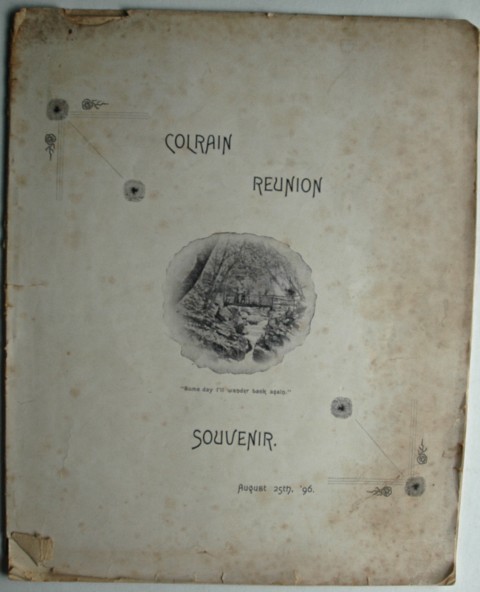 COLRAIN
REUNION
"Some day I'll wander back again."
SOUVENIR.
August 25th, '96.